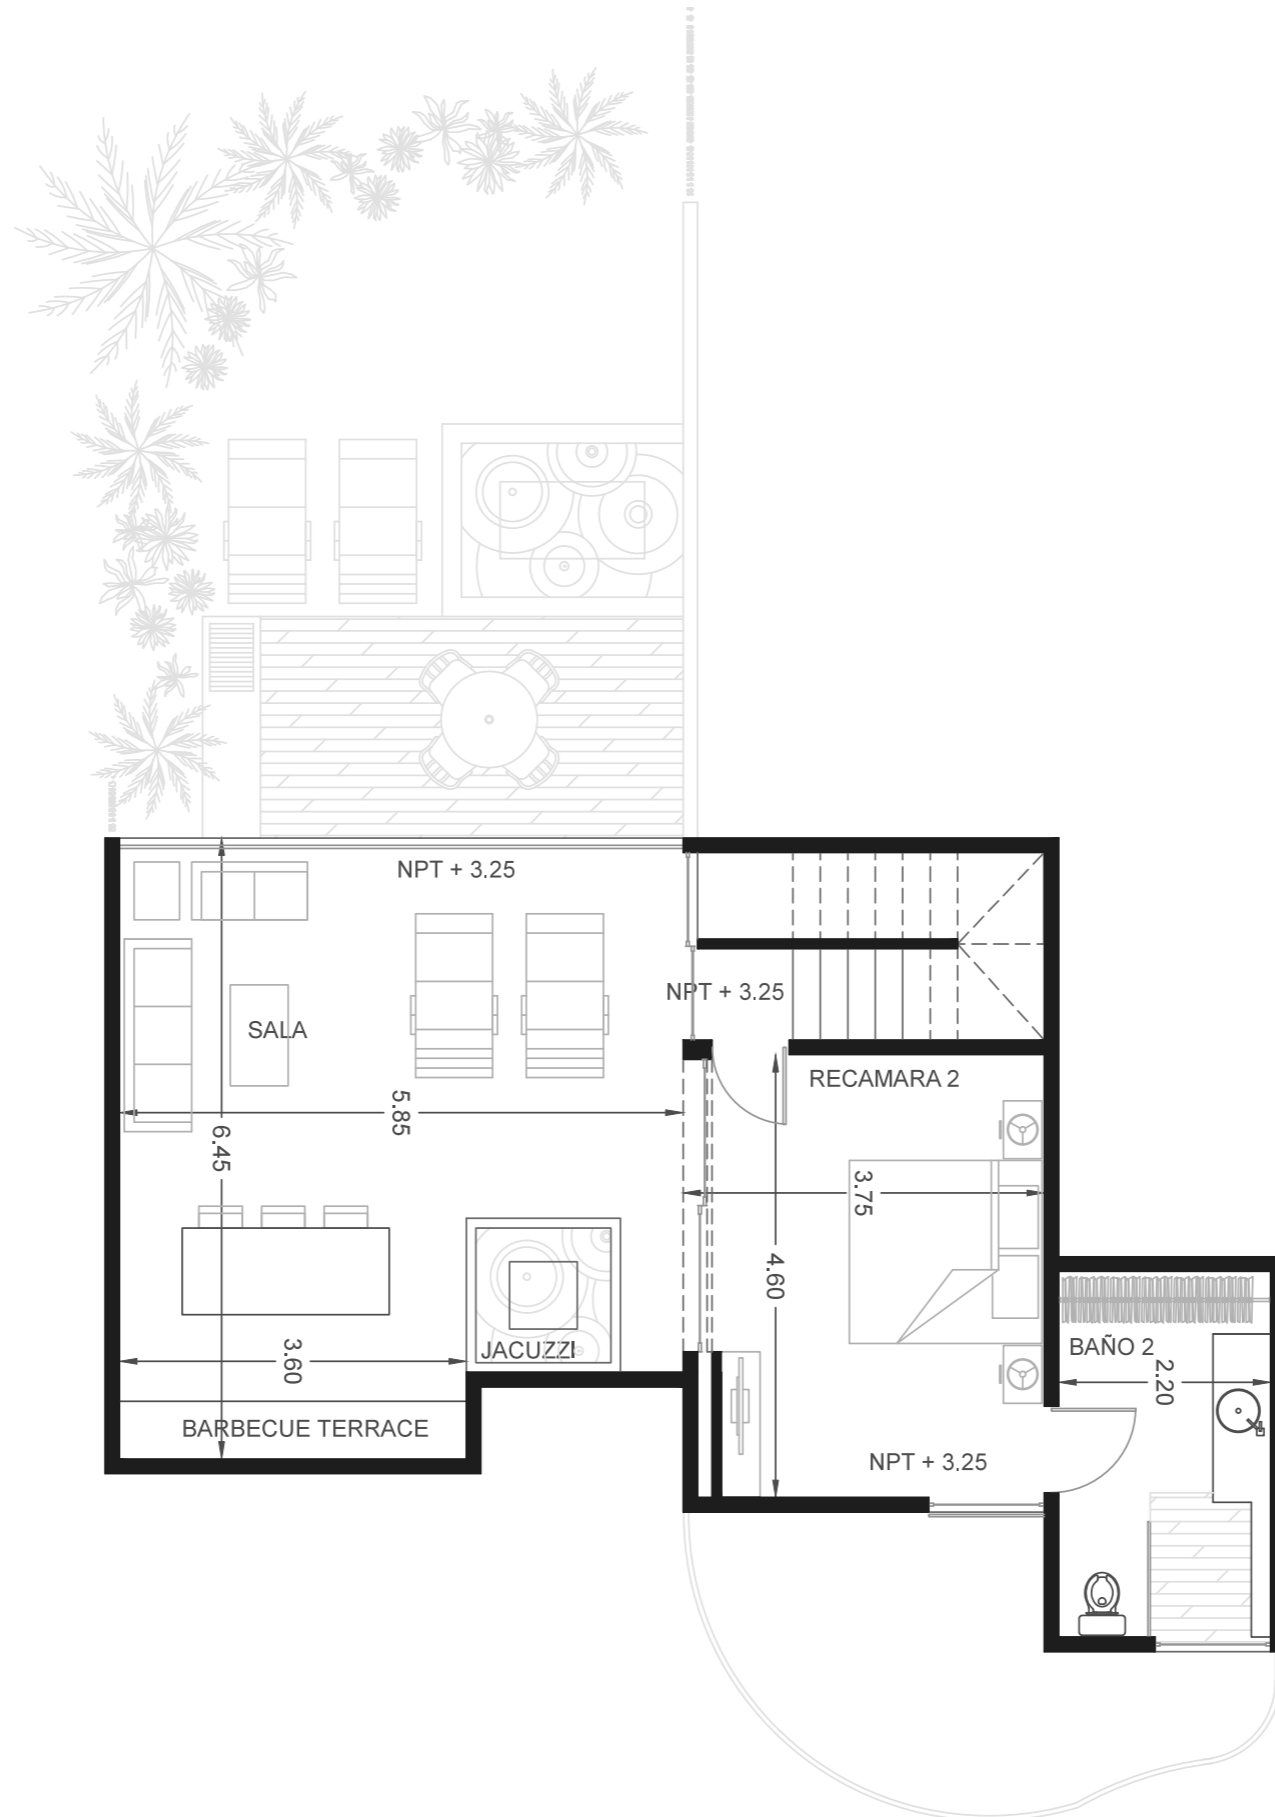 NPT + 3.25
NPT + 3.25
SALA
RECAMARA 2
5.85
6.45
3.75
4.60
3.60
JACUZZI
BAÑO 2
2.20
BARBECUE TERRACE
NPT + 3.25